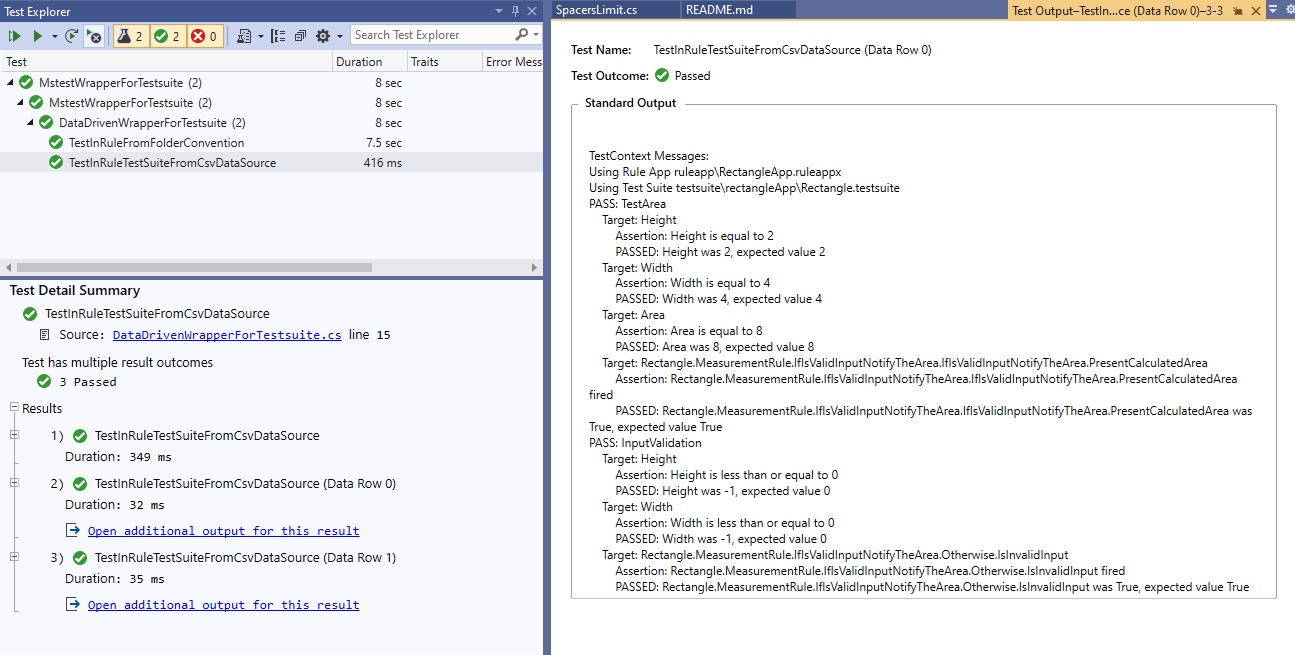 Test Explorer
2 2 0
Search Test Explorer
Test Duration Traits Error Mess
MstestWrapperForTestsuite (2) 8 sec
MstestWrapperForTestsuite (2) 8 sec
DataDrivenWrapperForTestsuite (2) 8 sec
TestInRuleFromFolderConvention 7.5 sec
TestInRuleTestSuiteFromCsvDataSource 416 ms
Test Detail Summary
TestInRuleTestSuiteFromCsvDataSource
Source: DataDrivenWrapperForTestsuite.cs line 15
Test has multiple result outcomes
3 Passed
Results
1) TestInRuleTestSuiteFromCsvDataSource
Duration: 349 ms
2) TestInRuleTestSuiteFromCsvDataSource (Data Row 0)
Duration: 32 ms
Open additional output for this result
3) TestInRuleTestSuiteFromCsvDataSource (Data Row 1)
Duration: 35 ms
Open additional output for this result
SpacersLimit.cs README.md Test Output–TestIn...ce (Data Row 0)–3-3
Test Name: TestInRuleTestSuiteFromCsvDataSource (Data Row 0)
Test Outcome: Passed
Standard Output
TestContext Messages:
Using Rule App ruleapp\RectangleApp.ruleappx
Using Test Suite testsuite\rectangleApp\Rectangle.testsuite
PASS: TestArea
Target: Height
Assertion: Height is equal to 2
PASSED: Height was 2, expected value 2
Target: Width
Assertion: Width is equal to 4
PASSED: Width was 4, expected value 4
Target: Area
Assertion: Area is equal to 8
PASSED: Area was 8, expected value 8
Target: Rectangle.MeasurementRule.IfIsValidInputNotifyTheArea.IfIsValidInputNotifyTheArea.PresentCalculatedArea
Assertion: Rectangle.MeasurementRule.IfIsValidInputNotifyTheArea.IfIsValidInputNotifyTheArea.PresentCalculatedArea
fired
PASSED: Rectangle.MeasurementRule.IfIsValidInputNotifyTheArea.IfIsValidInputNotifyTheArea.PresentCalculatedArea was
True, expected value True
PASS: InputValidation
Target: Height
Assertion: Height is less than or equal to 0
PASSED: Height was -1, expected value 0
Target: Width
Assertion: Width is less than or equal to 0
PASSED: Width was -1, expected value 0
Target: Rectangle.MeasurementRule.IfIsValidInputNotifyTheArea.Otherwise.IsInvalidInput
Assertion: Rectangle.MeasurementRule.IfIsValidInputNotifyTheArea.Otherwise.IsInvalidInput fired
PASSED: Rectangle.MeasurementRule.IfIsValidInputNotifyTheArea.Otherwise.IsInvalidInput was True, expected value True